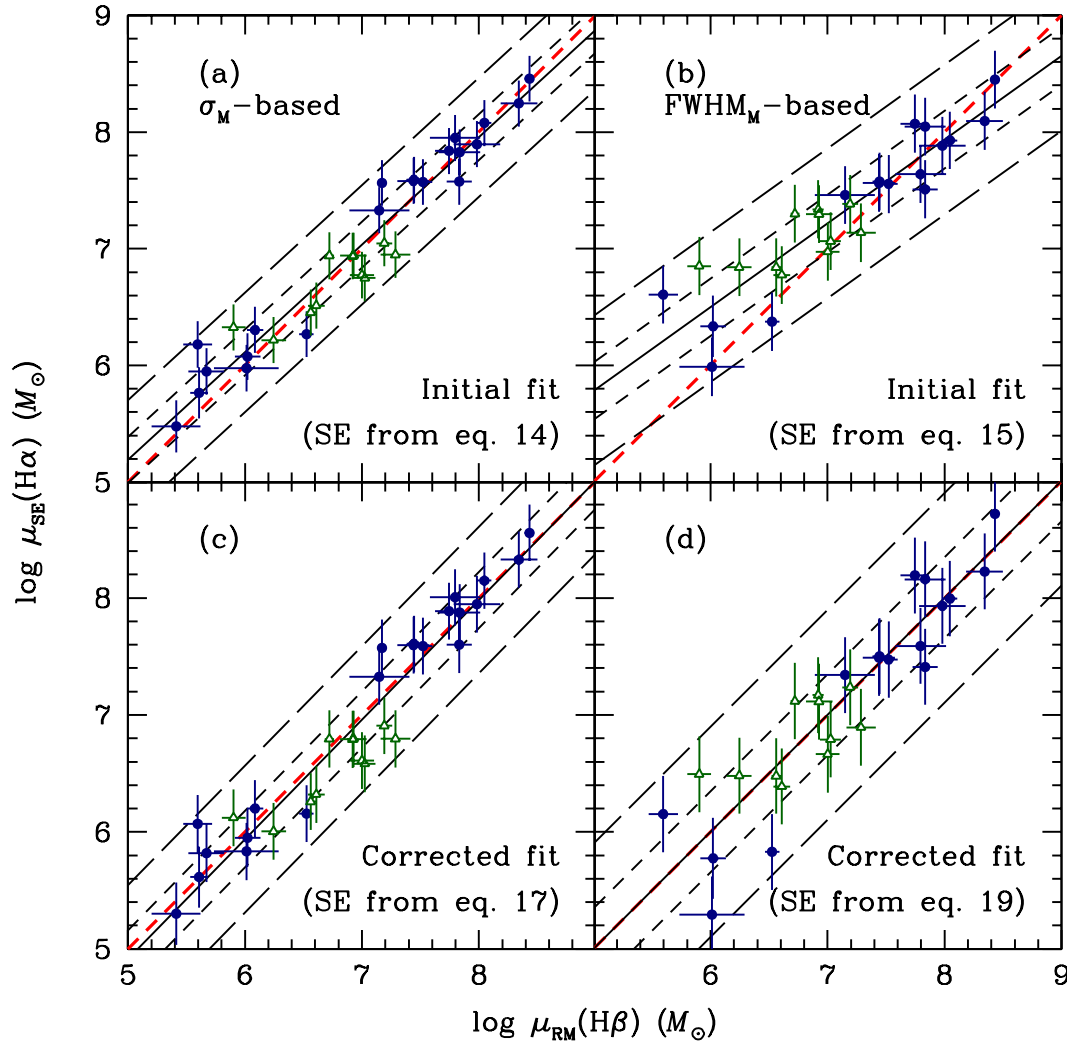 9
8
7
6
5
(a)
σ_M-based
Initial fit
(SE from eq. 14)
(b)
FWHM_M-based
Initial fit
(SE from eq. 15)
8
7
6
5
(c)
Corrected fit
(SE from eq. 17)
(d)
Corrected fit
(SE from eq. 19)
5 6 7 8 6 7 8 9
log μ_SE(Hα) (M_⊙)
log μ_RM(Hβ) (M_⊙)